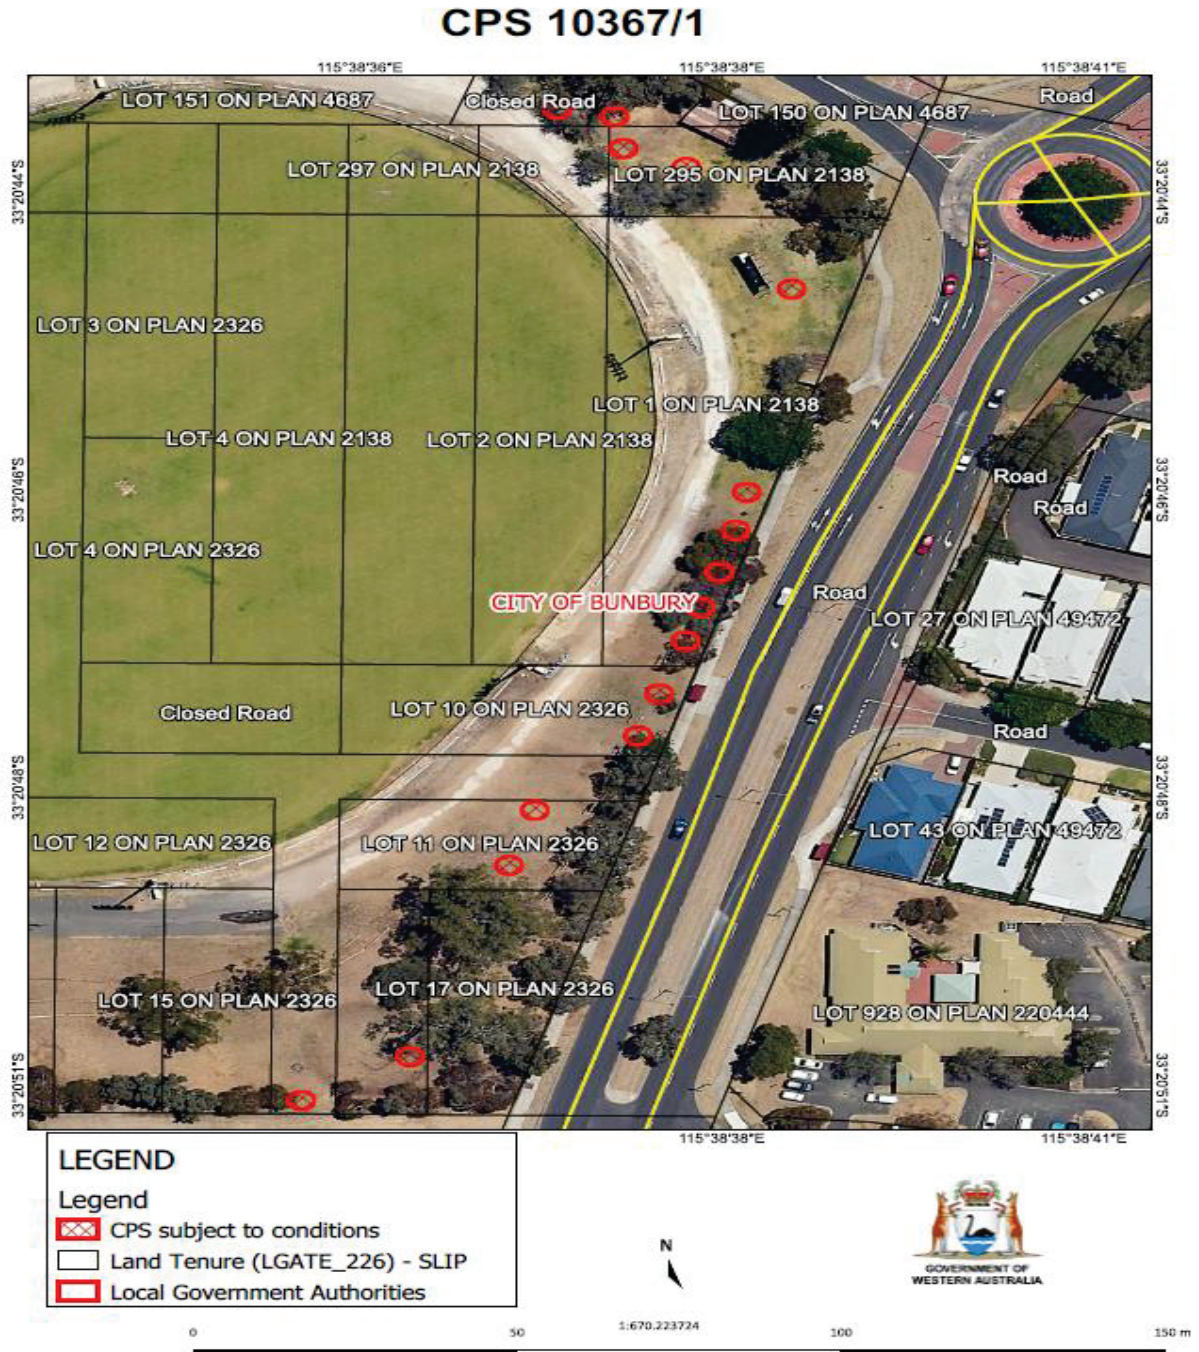 CPS 10367/1
115°38'36"E
115°38'38"E
115°38'41"E
LOT 151 ON PLAN 4687
Closed Road
LOT 150 ON PLAN 4687
Road
33°20'44"S
LOT 297 ON PLAN 2138
LOT 295 ON PLAN 2138
33°20'44"S
LOT 3 ON PLAN 2326
LOT 1 ON PLAN 2138
LOT 4 ON PLAN 2138
LOT 2 ON PLAN 2138
33°20'46"S
Road
33°20'46"S
Road
LOT 4 ON PLAN 2326
CITY OF BUNBURY
Road
LOT 27 ON PLAN 49472
Closed Road
LOT 10 ON PLAN 2326
Road
33°20'48"S
33°20'48"S
LOT 12 ON PLAN 2326
LOT 11 ON PLAN 2326
LOT 43 ON PLAN 49472
LOT 15 ON PLAN 2326
LOT 17 ON PLAN 2326
LOT 928 ON PLAN 220444
33°20'51"S
33°20'51"S
115°38'38"E
115°38'41"E
LEGEND
Legend
CPS subject to conditions
Land Tenure (LGATE_226) - SLIP
Local Government Authorities
N
GOVERNMENT OF
WESTERN AUSTRALIA
1:670.223724
0
50
100
150 m